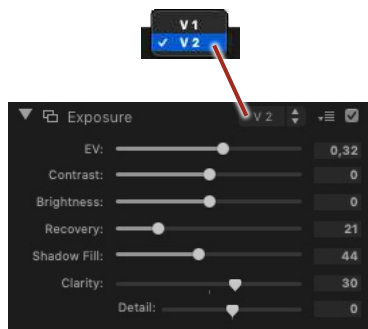 V 1
✓ V 2
Exposure V 2
EV: 0,32
Contrast: 0
Brightness: 0
Recovery: 21
Shadow Fill: 44
Clarity: 30
Detail: 0